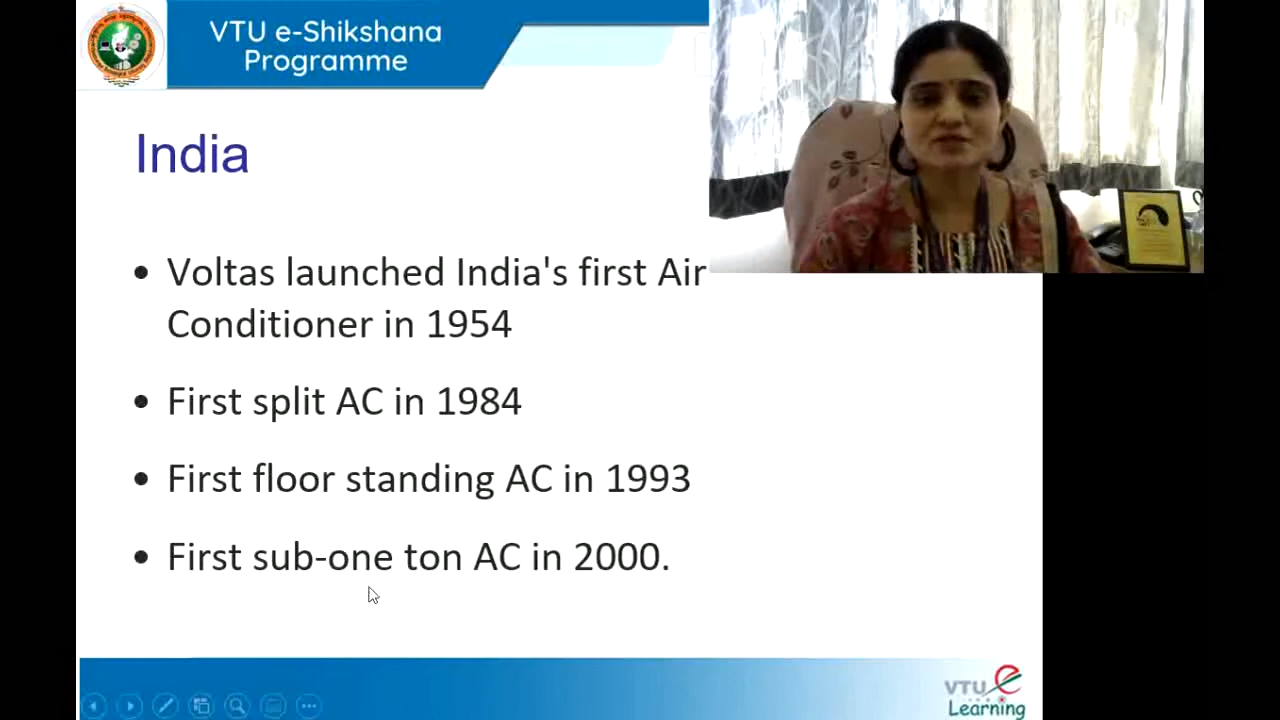 VTU e-Shikshana
Programme
India
• Voltas launched India's first Air
Conditioner in 1954
• First split AC in 1984
• First floor standing AC in 1993
• First sub-one ton AC in 2000.
VTU e
Learning